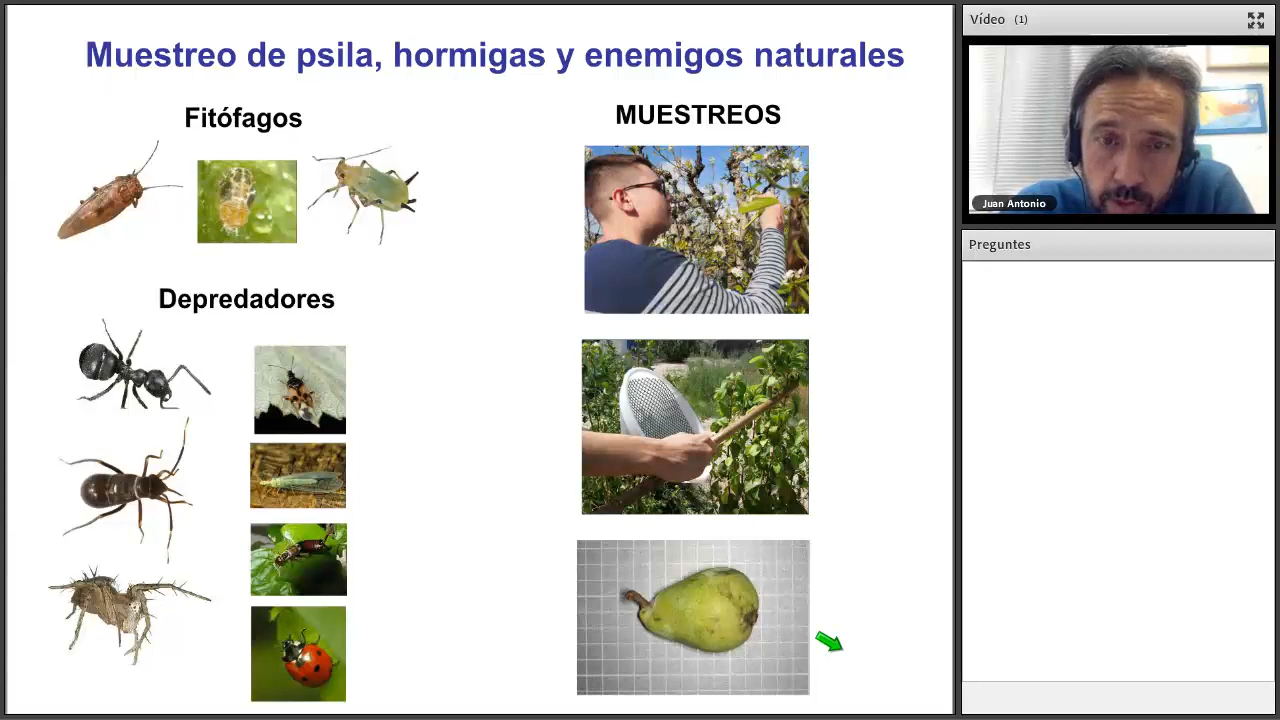 Muestreo de psila, hormigas y enemigos naturales
Fitófagos
MUESTREOS
Depredadores
Vídeo (1)
Juan Antonio
Preguntes